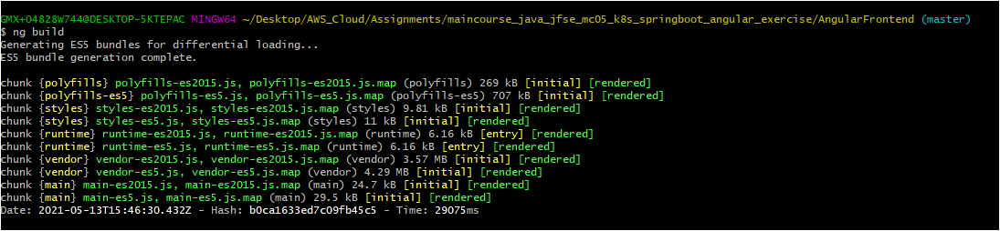 GMX+04828W744@DESKTOP-5KTEPAC MINGW64 ~/Desktop/AWS_Cloud/Assignments/maincourse_java_jfse_mc05_k8s_springboot_angular_exercise/AngularFrontend (master)
$ ng build
Generating ES5 bundles for differential loading...
ES5 bundle generation complete.
chunk {polyfills} polyfills-es2015.js, polyfills-es2015.js.map (polyfills) 269 kB [initial] [rendered]
chunk {polyfills-es5} polyfills-es5.js, polyfills-es5.js.map (polyfills-es5) 707 kB [initial] [rendered]
chunk {styles} styles-es2015.js, styles-es2015.js.map (styles) 9.81 kB [initial] [rendered]
chunk {styles} styles-es5.js, styles-es5.js.map (styles) 11 kB [initial] [rendered]
chunk {runtime} runtime-es2015.js, runtime-es2015.js.map (runtime) 6.16 kB [entry] [rendered]
chunk {runtime} runtime-es5.js, runtime-es5.js.map (runtime) 6.16 kB [entry] [rendered]
chunk {vendor} vendor-es2015.js, vendor-es2015.js.map (vendor) 3.57 MB [initial] [rendered]
chunk {vendor} vendor-es5.js, vendor-es5.js.map (vendor) 4.29 MB [initial] [rendered]
chunk {main} main-es2015.js, main-es2015.js.map (main) 24.7 kB [initial] [rendered]
chunk {main} main-es5.js, main-es5.js.map (main) 29.5 kB [initial] [rendered]
Date: 2021-05-13T15:46:30.432Z - Hash: b0ca1633ed7c09fb45c5 - Time: 29075ms